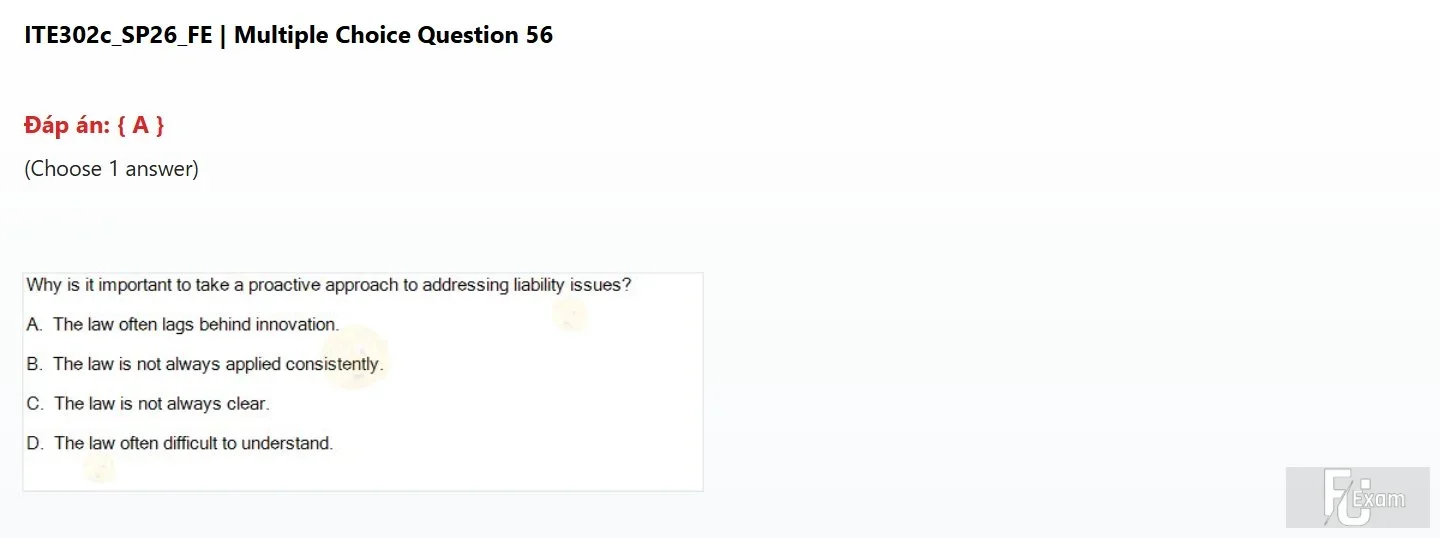 ITE302c_SP26_FE | Multiple Choice Question 56
Đáp án: { A }
(Choose 1 answer)
Why is it important to take a proactive approach to addressing liability issues?
A. The law often lags behind innovation.
B. The law is not always applied consistently.
C. The law is not always clear.
D. The law often difficult to understand.
FU Exam